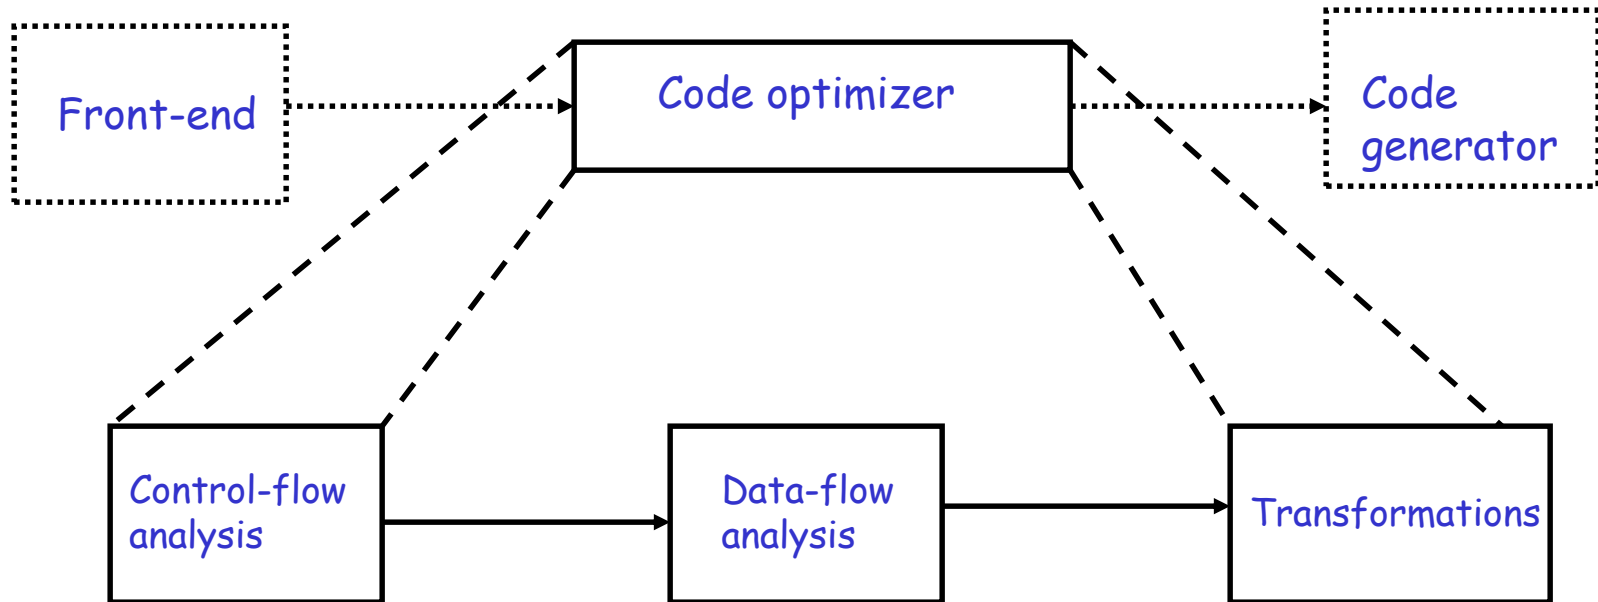 Front-end
Code optimizer
Code
generator
Control-flow
analysis
Data-flow
analysis
Transformations